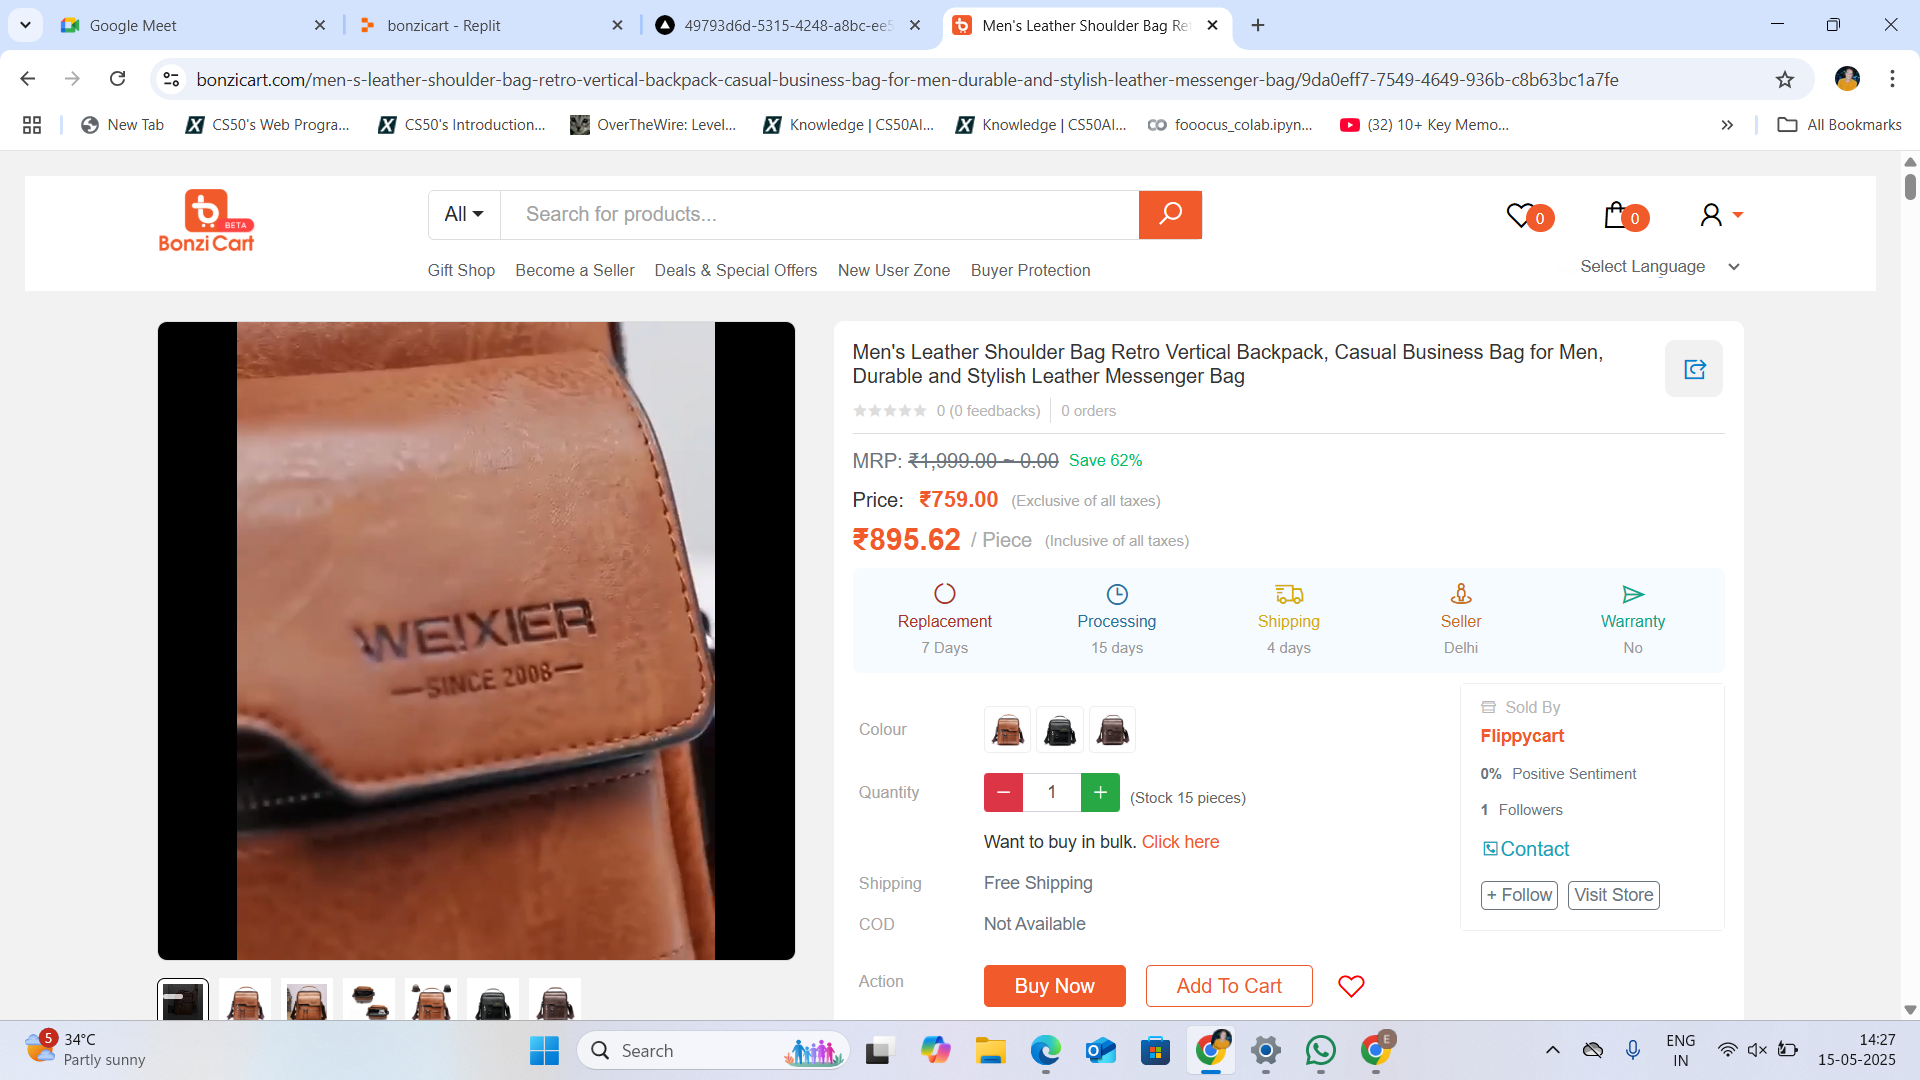 Google Meet
bonzicart - Replit
49793d6d-5315-4248-a8bc-ee5
Men's Leather Shoulder Bag Ret
bonzicart.com/men-s-leather-shoulder-bag-retro-vertical-backpack-casual-business-bag-for-men-durable-and-stylish-leather-messenger-bag/9da0eff7-7549-4649-936b-c8b63bc1a7fe
New Tab
CS50's Web Progra...
CS50's Introduction...
OverTheWire: Level...
Knowledge | CS50AI...
Knowledge | CS50AI...
fooocus_colab.ipyn...
(32) 10+ Key Memo...
All Bookmarks
BETA
Bonzi Cart
All
Search for products...
0
0
Gift Shop
Become a Seller
Deals & Special Offers
New User Zone
Buyer Protection
Select Language
WEIXIER
SINCE 2008
Men's Leather Shoulder Bag Retro Vertical Backpack, Casual Business Bag for Men,
Durable and Stylish Leather Messenger Bag
0 (0 feedbacks)
0 orders
MRP: ₹1,999.00 ~ 0.00 Save 62%
Price: ₹759.00 (Exclusive of all taxes)
₹895.62 / Piece (Inclusive of all taxes)
Replacement
7 Days
Processing
15 days
Shipping
4 days
Seller
Delhi
Warranty
No
Colour
Quantity
1
(Stock 15 pieces)
Want to buy in bulk. Click here
Shipping
Free Shipping
COD
Not Available
Action
Buy Now
Add To Cart
Sold By
Flippycart
0% Positive Sentiment
1 Followers
Contact
+ Follow
Visit Store
5
34°C
Partly sunny
Search
E
ENG
IN
14:27
15-05-2025